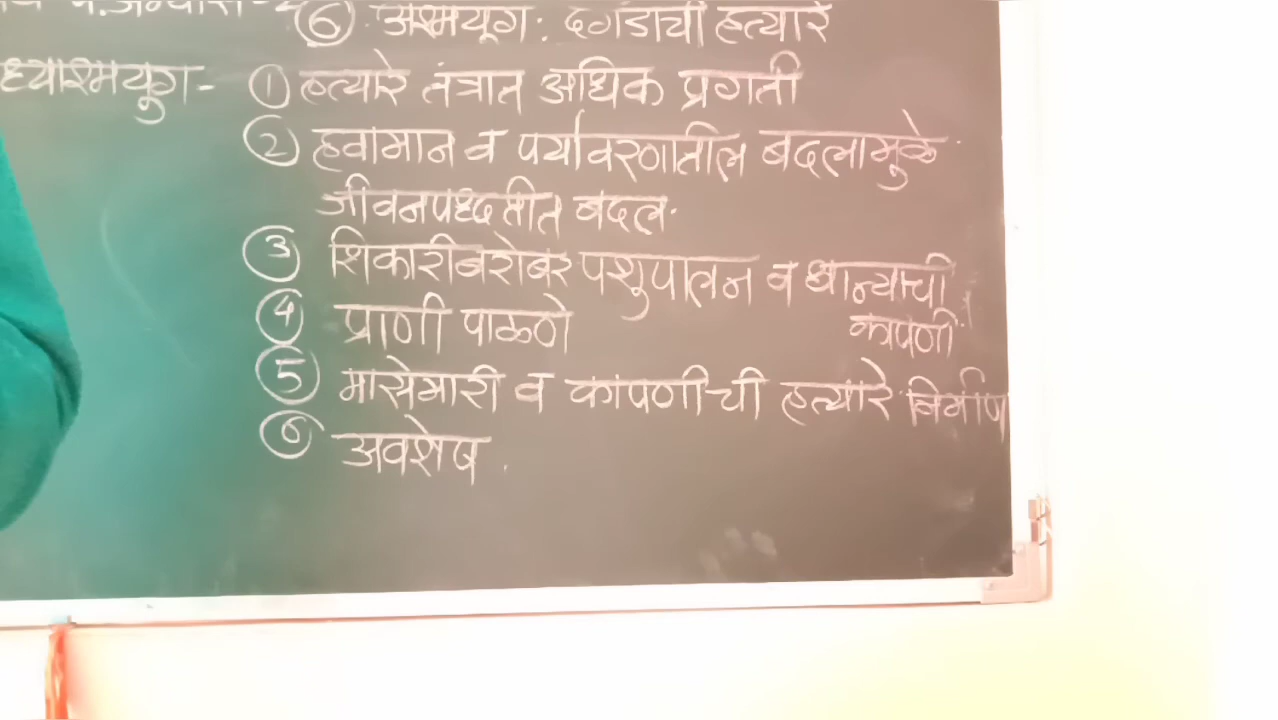 ⑥ अश्मयुग : दगडाची हत्यारे
ध्याश्मयुग - ① हत्यारे तंत्रात अधिक प्रगती
② हवामान व पर्यावरणातील बदलामुळे
जीवनपध्दतीत बदल.
③ शिकारीबरोबर पशुपालन व धान्याची
कापणी.
④ प्राणी पाळणे
⑤ मासेमारी व कापणीची हत्यारे निर्माण
⑥ अवशेष .